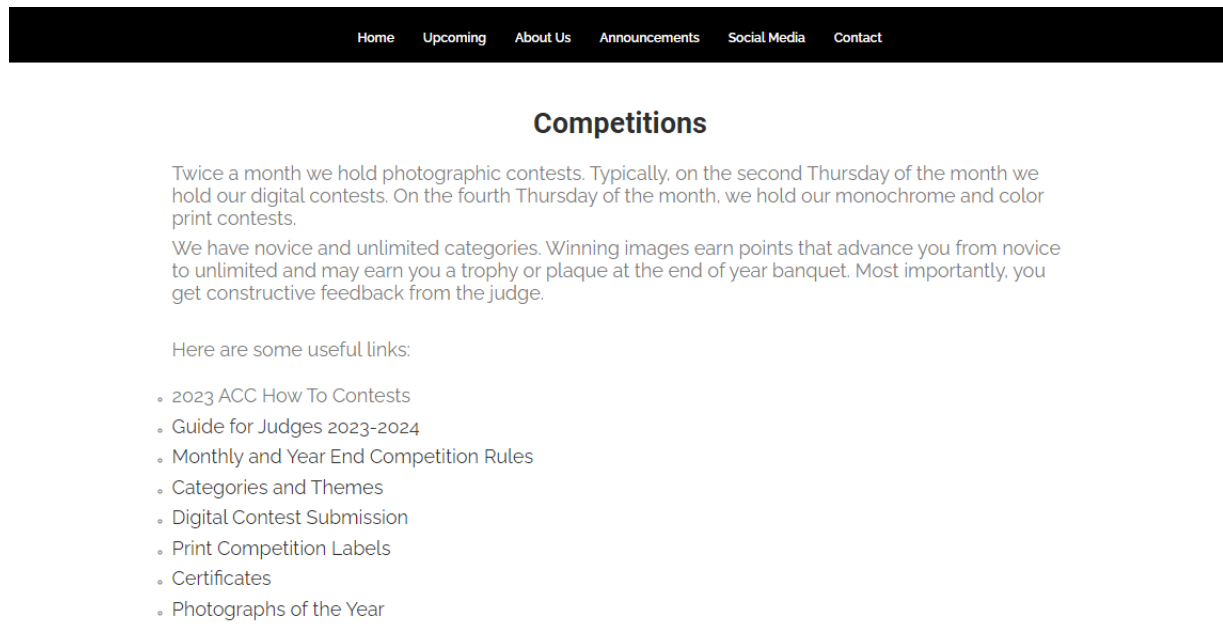 Home Upcoming About Us Announcements Social Media Contact
Competitions
Twice a month we hold photographic contests. Typically, on the second Thursday of the month we
hold our digital contests. On the fourth Thursday of the month, we hold our monochrome and color
print contests.
We have novice and unlimited categories. Winning images earn points that advance you from novice
to unlimited and may earn you a trophy or plaque at the end of year banquet. Most importantly, you
get constructive feedback from the judge.
Here are some useful links:
2023 ACC How To Contests
Guide for Judges 2023-2024
Monthly and Year End Competition Rules
Categories and Themes
Digital Contest Submission
Print Competition Labels
Certificates
Photographs of the Year